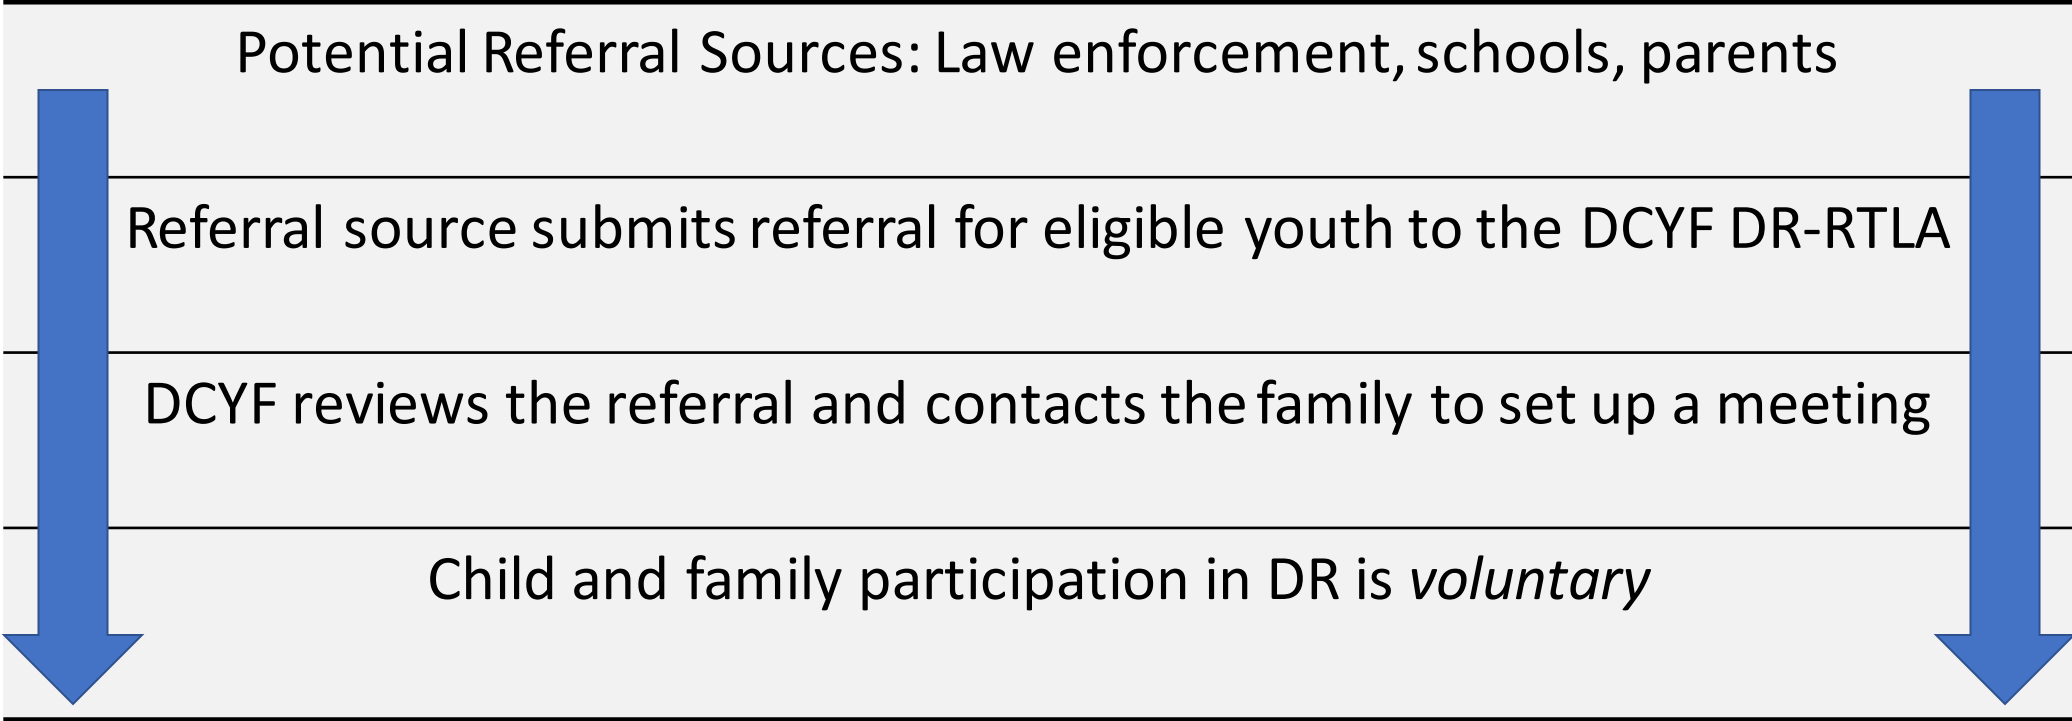 Potential Referral Sources: Law enforcement, schools, parents
Referral source submits referral for eligible youth to the DCYF DR-RTLA
DCYF reviews the referral and contacts the family to set up a meeting
Child and family participation in DR is voluntary